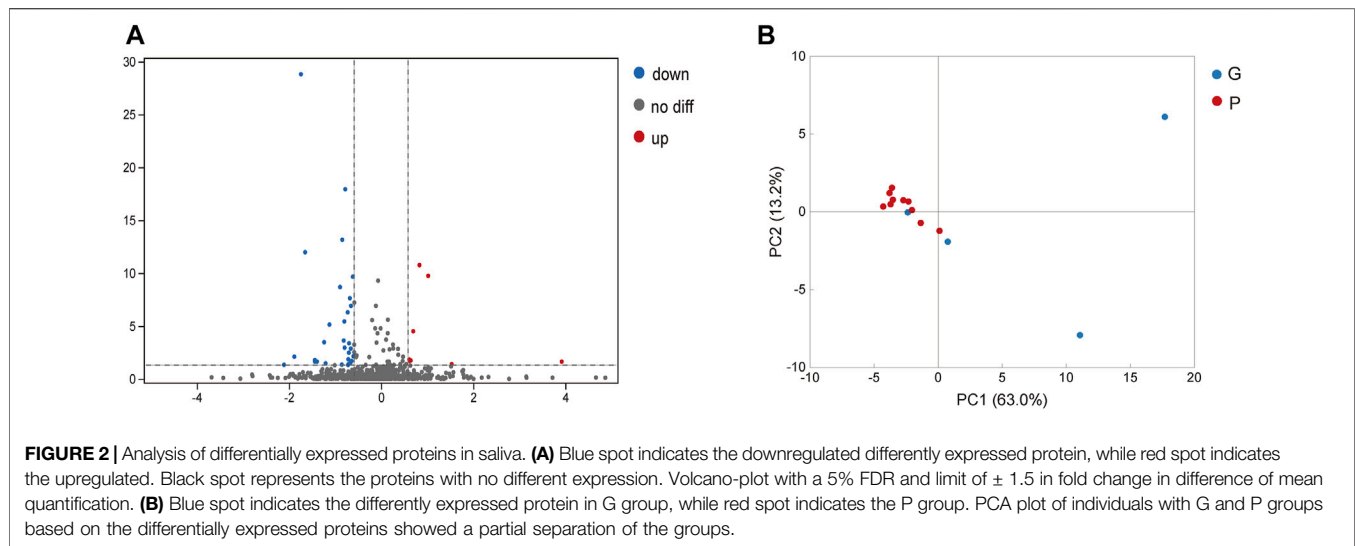 A
30
25
20
15
10
5
0
-4
-2
0
2
4
down
no diff
up
B
10
5
0
-5
-10
-10
-5
0
5
10
15
20
PC2 (13.2%)
PC1 (63.0%)
G
P
FIGURE 2 | Analysis of differentially expressed proteins in saliva. (A) Blue spot indicates the downregulated differently expressed protein, while red spot indicates
the upregulated. Black spot represents the proteins with no different expression. Volcano-plot with a 5% FDR and limit of ± 1.5 in fold change in difference of mean
quantification. (B) Blue spot indicates the differently expressed protein in G group, while red spot indicates the P group. PCA plot of individuals with G and P groups
based on the differentially expressed proteins showed a partial separation of the groups.